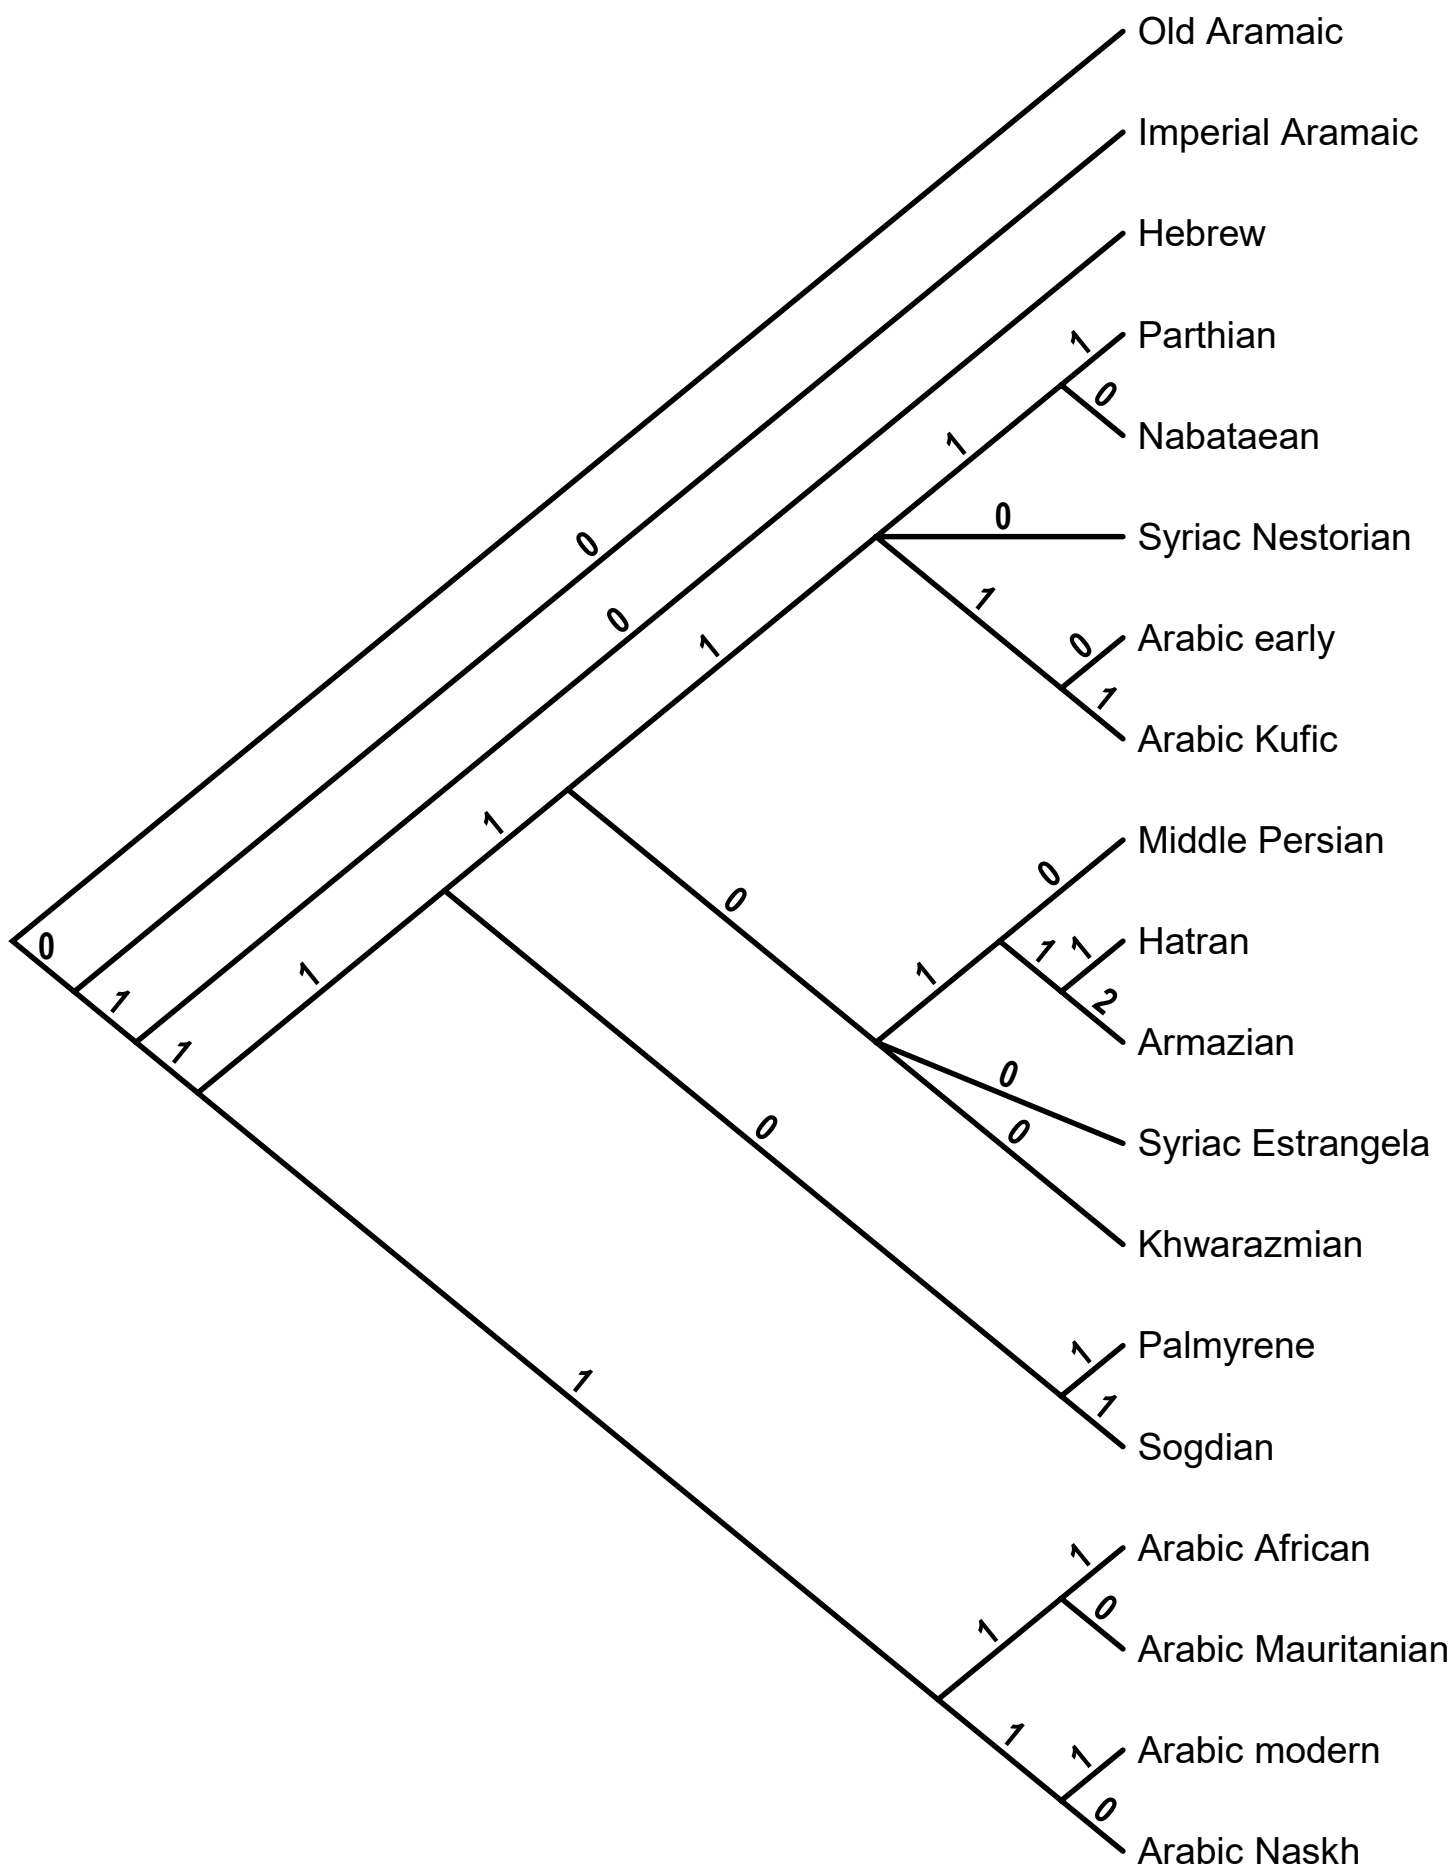 Old Aramaic
Imperial Aramaic
Hebrew
1 Parthian
0
Nabataean
1
0 Syriac Nestorian
0
1
0 Arabic early
0
1
1
Arabic Kufic
1
Middle Persian
0
0
1 1 Hatran
0
1
1
2
1
Armazian
1
0
0
Syriac Estrangela
0
Khwarazmian
1 Palmyrene
1
1
Sogdian
1 Arabic African
0
1
Arabic Mauritanian
1
1 Arabic modern
0
Arabic Naskh